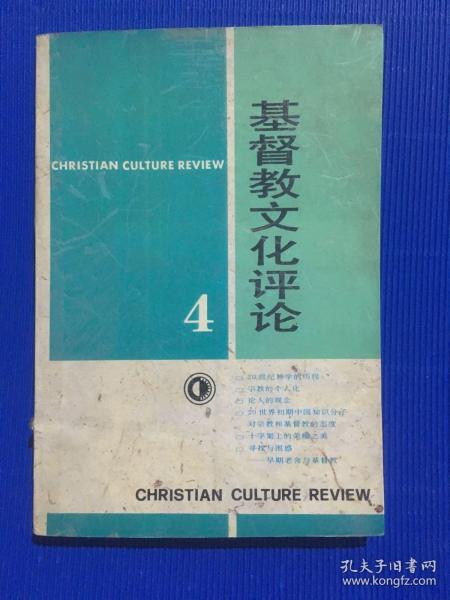 CHRISTIAN CULTURE REVIEW
基督教文化评论
4
20世纪神学的历程
宗教的个人化
论人的观念
20世界初期中国知识分子
对宗教和基督教的态度
十字架上的荣耀之美
寻找与困惑
——早期老舍与基督教
CHRISTIAN CULTURE REVIEW
孔夫子旧书网
www.kongfz.com